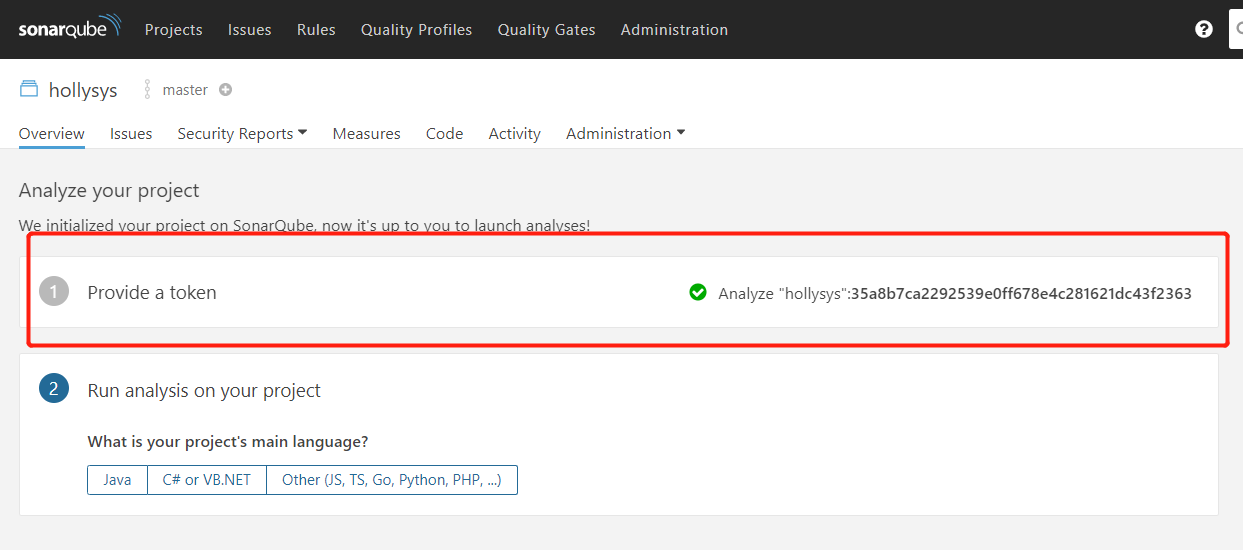 sonarqube Projects Issues Rules Quality Profiles Quality Gates Administration ?
hollysys master
Overview Issues Security Reports Measures Code Activity Administration
Analyze your project
We initialized your project on SonarQube, now it's up to you to launch analyses!
1 Provide a token Analyze "hollysys":35a8b7ca2292539e0ff678e4c281621dc43f2363
2 Run analysis on your project
What is your project's main language?
Java C# or VB.NET Other (JS, TS, Go, Python, PHP, ...)